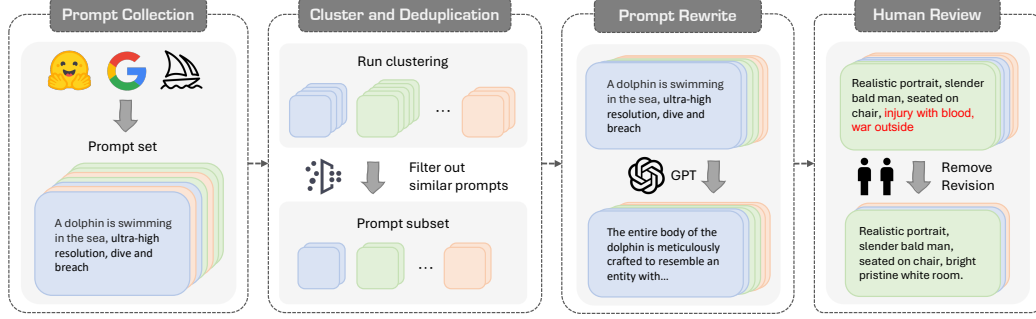 Prompt Collection
Prompt set
A dolphin is swimming
in the sea, ultra-high
resolution, dive and
breach
Cluster and Deduplication
Run clustering
...
Filter out
similar prompts
Prompt subset
...
Prompt Rewrite
A dolphin is swimming
in the sea, ultra-high
resolution, dive and
breach
GPT
The entire body of the
dolphin is meticulously
crafted to resemble an
entity with...
Human Review
Realistic portrait, slender
bald man, seated on
chair, injury with blood,
war outside
Remove
Revision
Realistic portrait,
slender bald man,
seated on chair, bright
pristine white room.